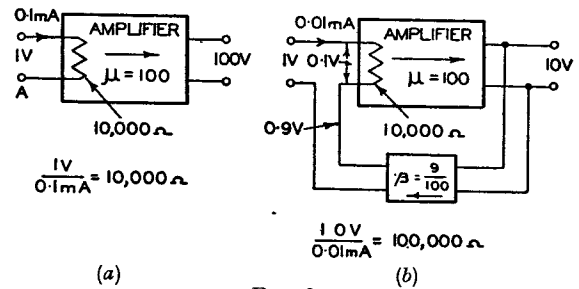 0·1mA
AMPLIFIER
1V
μ = 100
100V
A
10,000 Ω
1V
0·1mA = 10,000 Ω
(a)
0·01mA
AMPLIFIER
1V
0·1V
μ = 100
10V
0·9V
10,000 Ω
β = 9
100
1 0V
0·01mA = 100,000 Ω
(b)